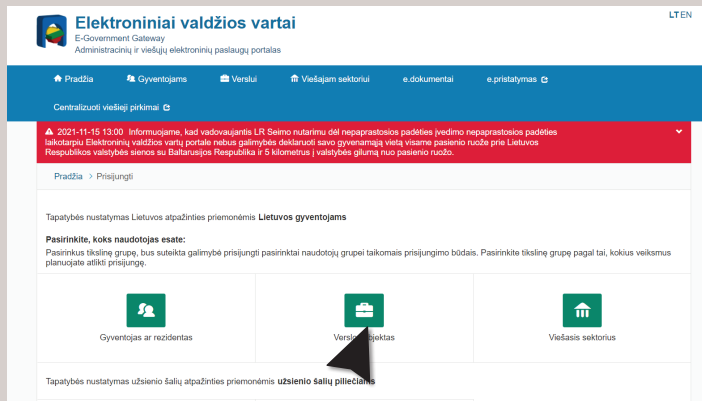 LT EN
Elektroniniai valdžios vartai
E-Government Gateway
Administracinių ir viešųjų elektroninių paslaugų portalas
Pradžia Gyventojams Verslui Viešajam sektoriui e.dokumentai e.pristatymas
Centralizuoti viešieji pirkimai
2021-11-15 13:00 Informuojame, kad vadovaujantis LR Seimo nutarimu dėl nepaprastosios padėties įvedimo nepaprastosios padėties
laikotarpiu Elektroninių valdžios vartų portale nebus galimybės deklaruoti savo gyvenamąją vietą visame pasienio ruože prie Lietuvos
Respublikos valstybės sienos su Baltarusijos Respublika ir 5 kilometrus į valstybės gilumą nuo pasienio ruožo.
Pradžia > Prisijungti
Tapatybės nustatymas Lietuvos atpažinties priemonėmis Lietuvos gyventojams
Pasirinkite, koks naudotojas esate:
Pasirinkus tikslinę grupę, bus suteikta galimybė prisijungti pasirinktai naudotojų grupei taikomais prisijungimo būdais. Pasirinkite tikslinę grupę pagal tai, kokius veiksmus
planuojate atlikti prisijungę.
Gyventojas ar rezidentas
Viešasis sektorius
Tapatybės nustatymas užsienio šalių atpažinties priemonėmis užsienio šalių piliečiams